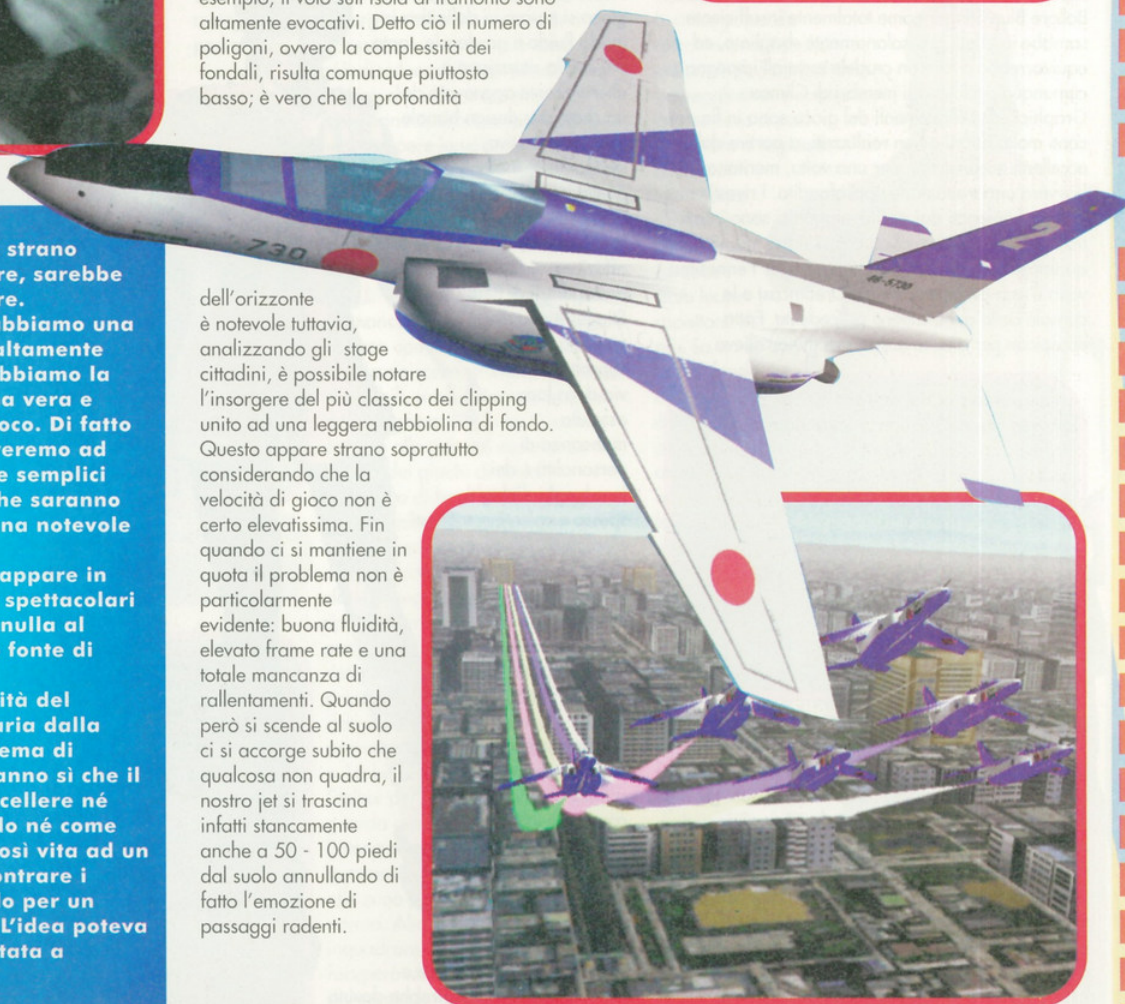 esempio, il volo sull'isola al tramonto sono
altamente evocativi. Detto ciò il numero di
poligoni, ovvero la complessità dei
fondali, risulta comunque piuttosto
basso; è vero che la profondità
dell'orizzonte
è notevole tuttavia,
analizzando gli stage
cittadini, è possibile notare
l'insorgere del più classico dei clipping
unito ad una leggera nebbiolina di fondo.
Questo appare strano soprattutto
considerando che la
velocità di gioco non è
certo elevatissima. Fin
quando ci si mantiene in
quota il problema non è
particolarmente
evidente: buona fluidità,
elevato frame rate e una
totale mancanza di
rallentamenti. Quando
però si scende al suolo
ci si accorge subito che
qualcosa non quadra, il
nostro jet si trascina
infatti stancamente
anche a 50 - 100 piedi
dal suolo annullando di
fatto l'emozione di
passaggi radenti.
strano
re, sarebbe
re.
abbiamo una
altamente
bbiamo la
a vera e
oco. Di fatto
veremo ad
e semplici
he saranno
na notevole
appare in
spettacolari
nulla al
fonte di
ità del
aria dalla
ema di
anno sì che il
cellere né
lo né come
osì vita ad un
ontrare i
lo per un
L'idea poteva
tata a
730
2
06-5730